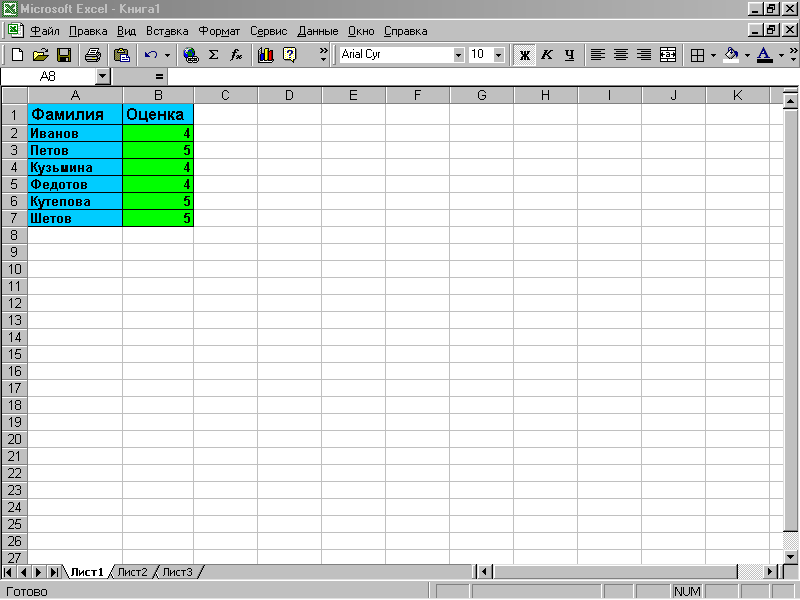 Microsoft Excel - Книга1
Файл Правка Вид Вставка Формат Сервис Данные Окно Справка
Σ fx ? » Arial Cyr 10 Ж К Ч A »
A8 =
A B C D E F G H I J K
1 Фамилия Оценка
2 Иванов 4
3 Петов 5
4 Кузьшина 4
5 Федотов 4
6 Кутепова 5
7 Шетов 5
8
9
10
11
12
13
14
15
16
17
18
19
20
21
22
23
24
25
26
27
Лист1 Лист2 Лист3
Готово NUM